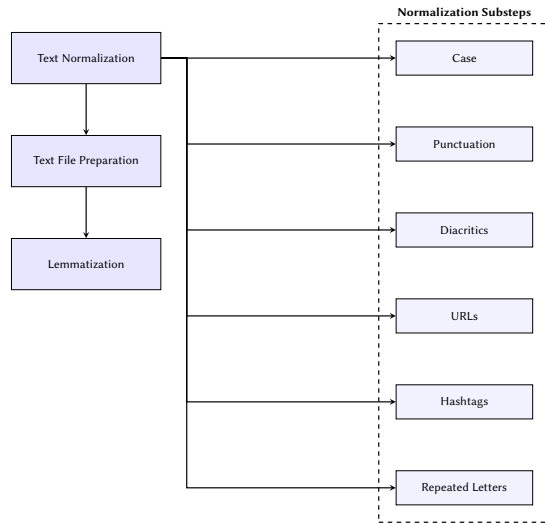 Normalization Substeps
Text Normalization
Case
Punctuation
Text File Preparation
Diacritics
Lemmatization
URLs
Hashtags
Repeated Letters